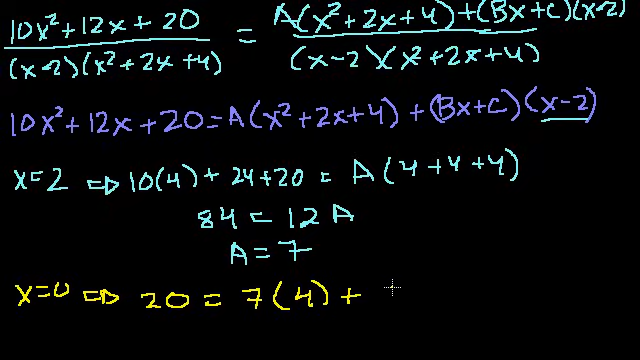 10x²+12x+20 = A(x²+2x+4)+(Bx+C)(x-2)
(x-2)(x²+2x+4) (x-2)(x²+2x+4)
10x²+12x+20=A(x²+2x+4)+(Bx+C)(x-2)
x=2 ⇒ 10(4)+24+20 = A(4+4+4)
84=12A
A=7
x=0 ⇒ 20=7(4)+